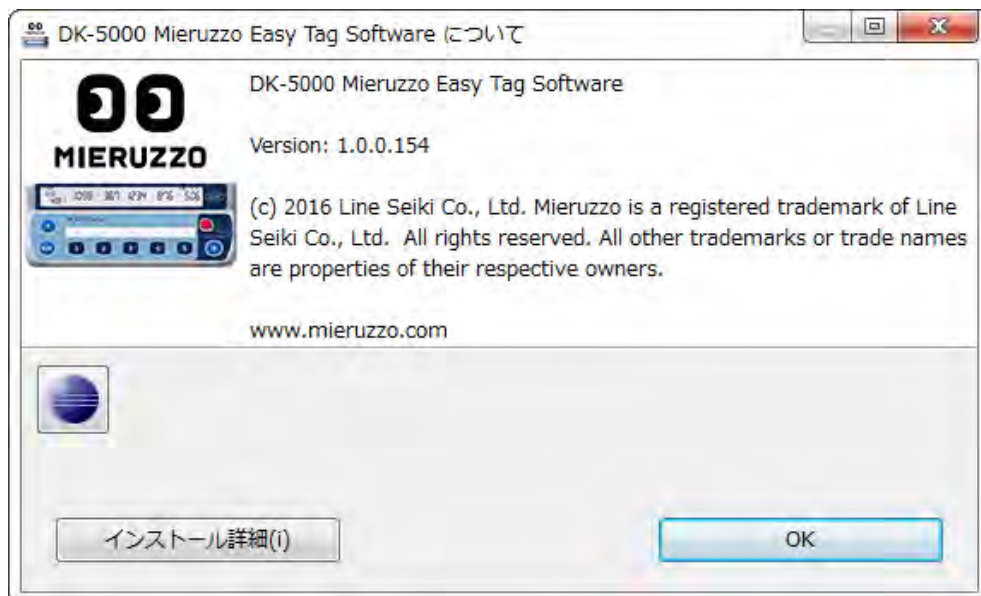 DK-5000 Mieruzzo Easy Tag Software について
MIERUZZO
DK-5000 Mieruzzo Easy Tag Software
Version: 1.0.0.154
(c) 2016 Line Seiki Co., Ltd. Mieruzzo is a registered trademark of Line
Seiki Co., Ltd.  All rights reserved. All other trademarks or trade names
are properties of their respective owners.
www.mieruzzo.com
インストール詳細(i)
OK